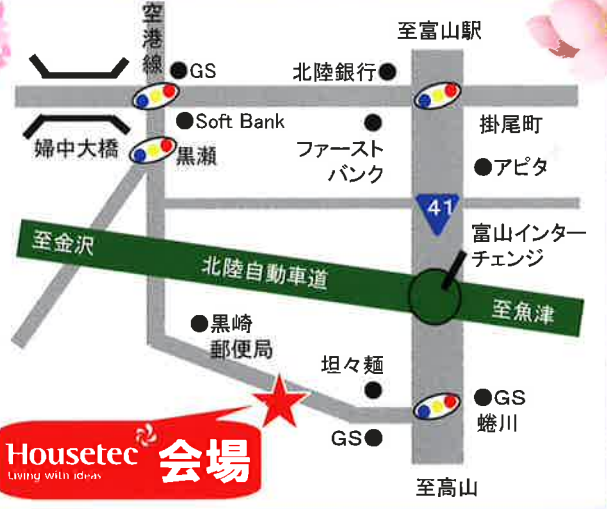 空港線
至富山駅
GS
北陸銀行
Soft Bank
婦中大橋
黒瀬
ファースト
バンク
掛尾町
アピタ
41
富山インター
チェンジ
至金沢
北陸自動車道
至魚津
黒崎
郵便局
坦々麺
GS
蜷川
GS
Housetec
Living with ideas
会場
至高山